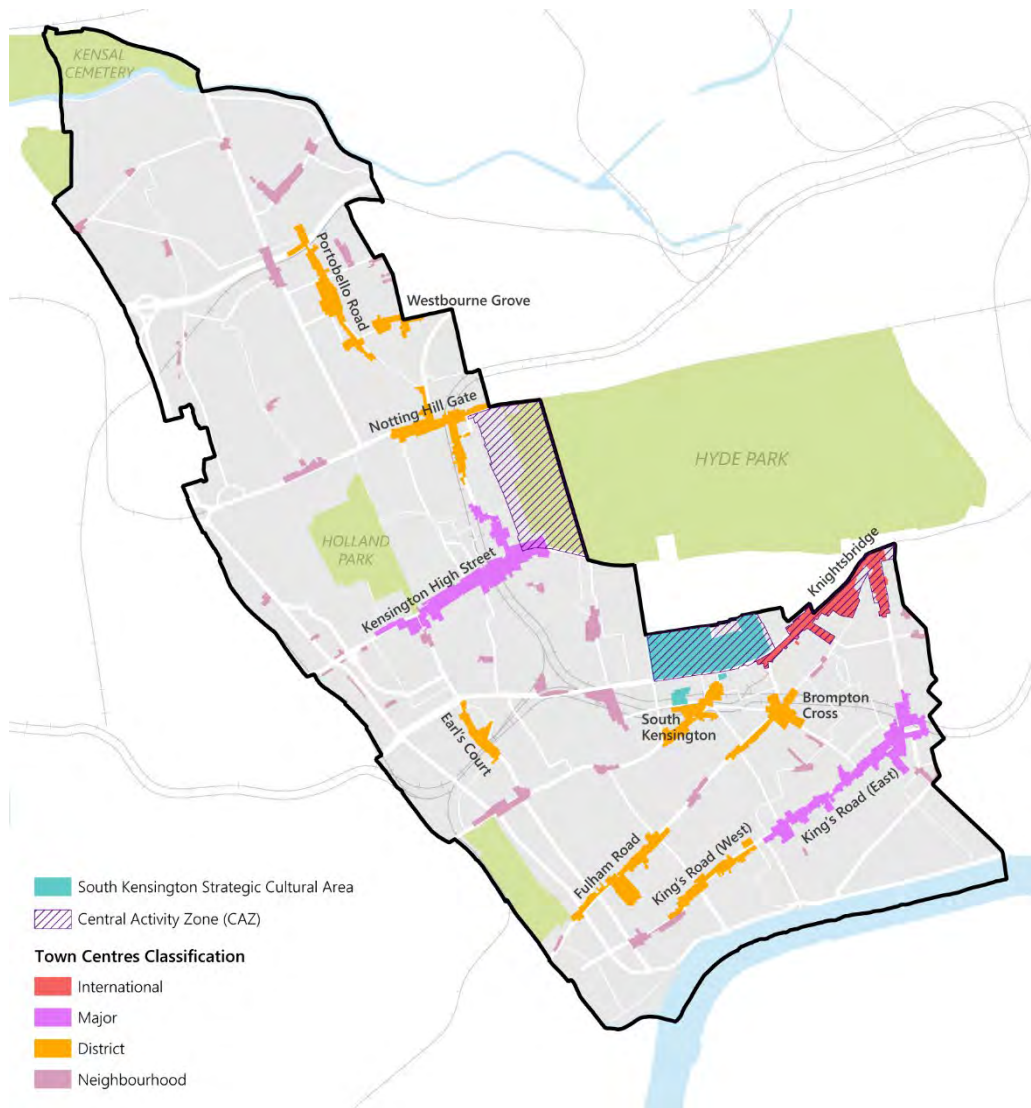 KENSAL
CEMETERY
Portobello Road
Westbourne Grove
Notting Hill Gate
HYDE PARK
HOLLAND
PARK
Kensington High Street
Knightsbridge
Earl's Court
South
Kensington
Brompton
Cross
King's Road (East)
Fulham Road
King's Road (West)
South Kensington Strategic Cultural Area
Central Activity Zone (CAZ)
Town Centres Classification
International
Major
District
Neighbourhood